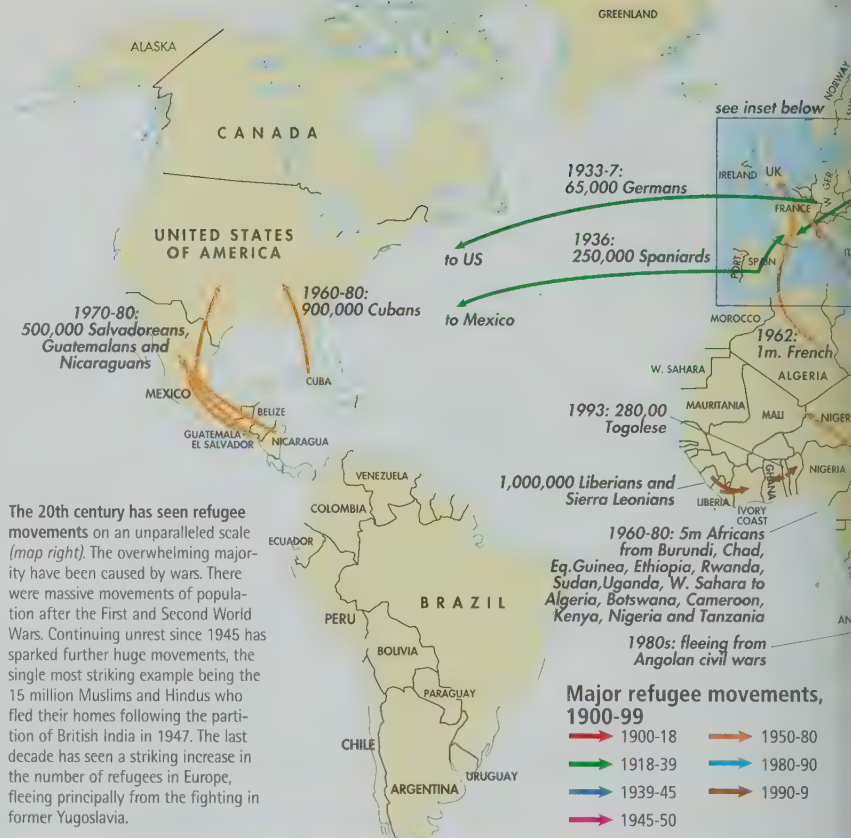 GREENLAND
ALASKA
NORWAY
see inset below
CANADA
1933-7:
65,000 Germans
IRELAND
UK
W. GER
FRANCE
UNITED STATES
OF AMERICA
to US
1936:
250,000 Spaniards
PORT.
SPAIN
1970-80:
500,000 Salvadoreans,
Guatemalans and
Nicaraguans
1960-80:
900,000 Cubans
to Mexico
MOROCCO
1962:
1m. French
W. SAHARA
ALGERIA
MEXICO
CUBA
BELIZE
GUATEMALA
EL SALVADOR
NICARAGUA
MAURITANIA
MALI
NIGER
1993: 280,00
Togolese
GHANA
NIGERIA
1,000,000 Liberians and
Sierra Leonians
LIBERIA
IVORY
COAST
VENEZUELA
COLOMBIA
ECUADOR
The 20th century has seen refugee
movements on an unparalleled scale
(map right). The overwhelming major-
ity have been caused by wars. There
were massive movements of popula-
tion after the First and Second World
Wars. Continuing unrest since 1945 has
sparked further huge movements, the
single most striking example being the
15 million Muslims and Hindus who
fled their homes following the parti-
tion of British India in 1947. The last
decade has seen a striking increase in
the number of refugees in Europe,
fleeing principally from the fighting in
former Yugoslavia.
1960-80: 5m Africans
from Burundi, Chad,
Eq.Guinea, Ethiopia, Rwanda,
Sudan,Uganda, W. Sahara to
Algeria, Botswana, Cameroon,
Kenya, Nigeria and Tanzania
BRAZIL
PERU
BOLIVIA
1980s: fleeing from
Angolan civil wars
AN
PARAGUAY
CHILE
URUGUAY
ARGENTINA
Major refugee movements,
1900-99
1900-18
1918-39
1939-45
1945-50
1950-80
1980-90
1990-9